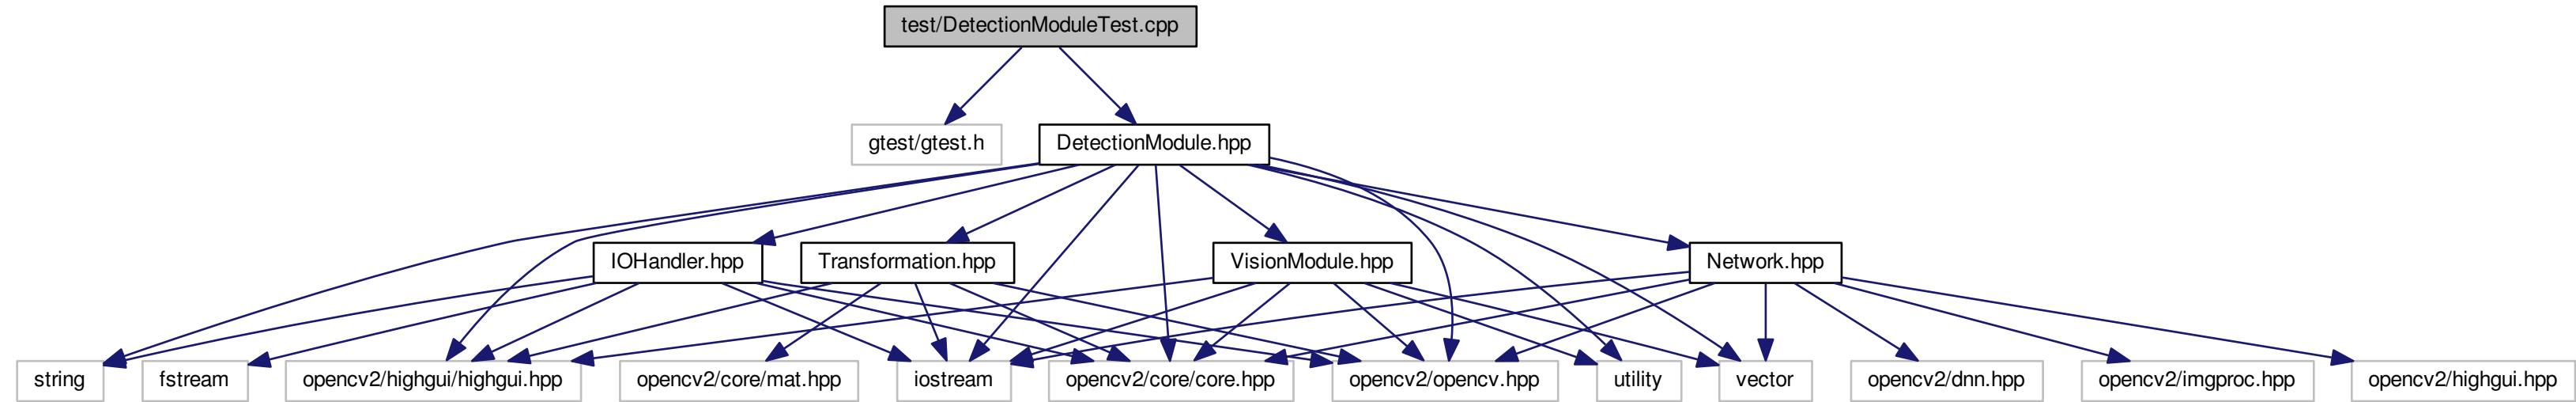 test/DetectionModuleTest.cpp
gtest/gtest.h
DetectionModule.hpp
IOHandler.hpp
Transformation.hpp
VisionModule.hpp
Network.hpp
string
fstream
opencv2/highgui/highgui.hpp
opencv2/core/mat.hpp
iostream
opencv2/core/core.hpp
opencv2/opencv.hpp
utility
vector
opencv2/dnn.hpp
opencv2/imgproc.hpp
opencv2/highgui.hpp